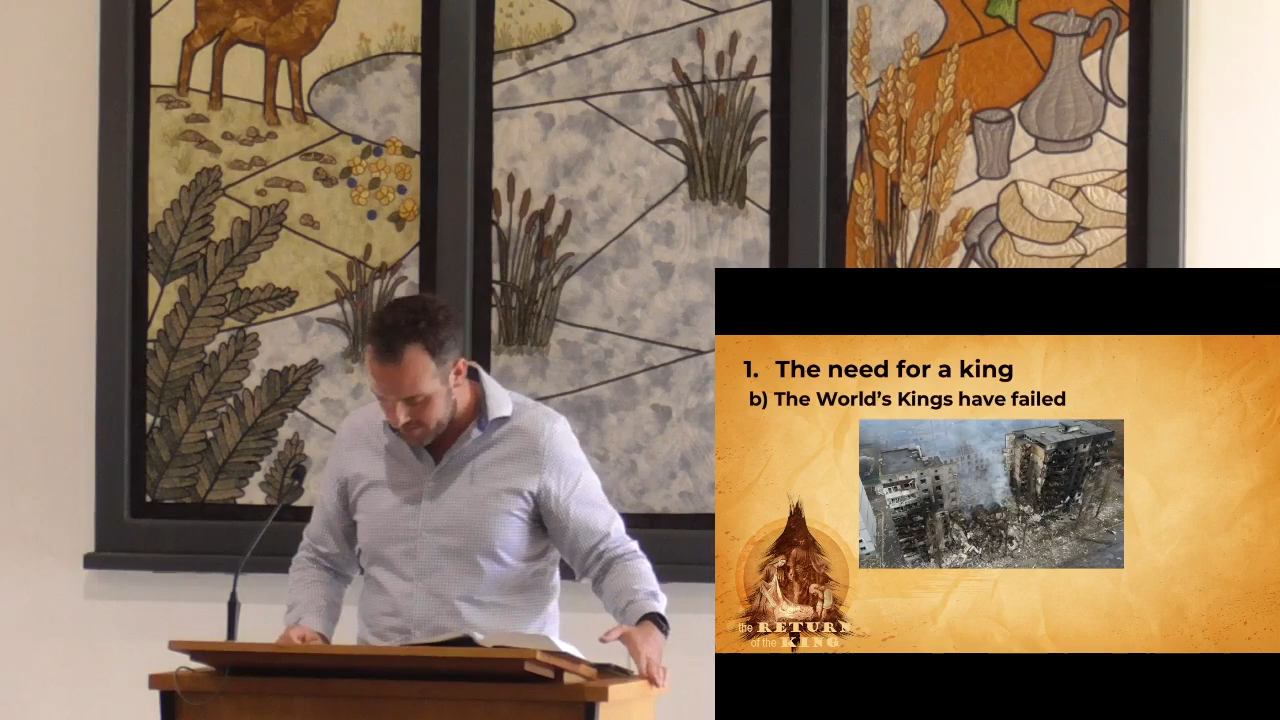 1. The need for a king
b) The World's Kings have failed
the RETURN
of the KING